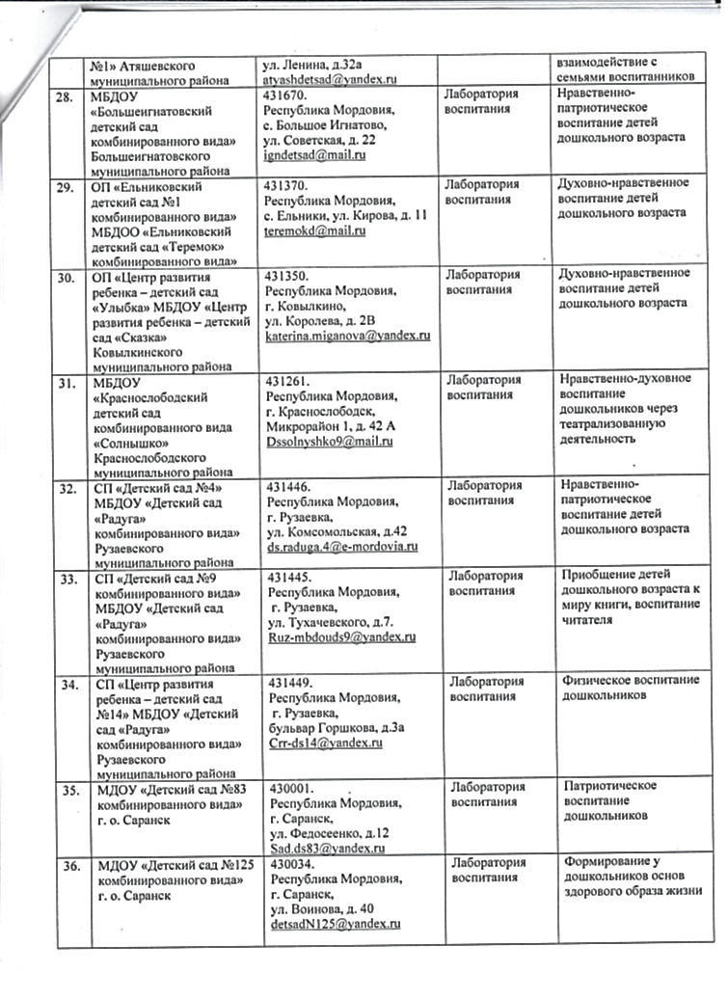 №1» Атяшевского
муниципального района
ул. Ленина, д.32а
atyashdetsad@yandex.ru
взаимодействие с
семьями воспитанников
28.
МБДОУ
«Большеигнатовский
детский сад
комбинированного вида»
Большеигнатовского
муниципального района
431670.
Республика Мордовия,
с. Большое Игнатово,
ул. Советская, д. 22
igndetsad@mail.ru
Лаборатория
воспитания
Нравственно-
патриотическое
воспитание детей
дошкольного возраста
29.
ОП «Ельниковский
детский сад №1
комбинированного вида»
МБДОО «Ельниковский
детский сад «Теремок»
комбинированного вида»
431370.
Республика Мордовия,
с. Ельники, ул. Кирова, д. 11
teremokd@mail.ru
Лаборатория
воспитания
Духовно-нравственное
воспитание детей
дошкольного возраста
30.
ОП «Центр развития
ребенка – детский сад
«Улыбка» МБДОУ «Центр
развития ребенка – детский
сад «Сказка»
Ковылкинского
муниципального района
431350.
Республика Мордовия,
г. Ковылкино,
ул. Королева, д. 2В
katerina.miganova@yandex.ru
Лаборатория
воспитания
Духовно-нравственное
воспитание детей
дошкольного возраста
31.
МБДОУ
«Краснослободский
детский сад
комбинированного вида
«Солнышко»
Краснослободского
муниципального района
431261.
Республика Мордовия,
г. Краснослободск,
Микрорайон 1, д. 42 А
Dssolnyshko9@mail.ru
Лаборатория
воспитания
Нравственно-духовное
воспитание
дошкольников через
театрализованную
деятельность
32.
СП «Детский сад №4»
МБДОУ «Детский сад
«Радуга»
комбинированного вида»
Рузаевского
муниципального района
431446.
Республика Мордовия,
г. Рузаевка,
ул. Комсомольская, д.42
ds.raduga.4@e-mordovia.ru
Лаборатория
воспитания
Нравственно-
патриотическое
воспитание детей
дошкольного возраста
33.
СП «Детский сад №9
комбинированного вида»
МБДОУ «Детский сад
«Радуга»
комбинированного вида»
Рузаевского
муниципального района
431445.
Республика Мордовия,
г. Рузаевка,
ул. Тухачевского, д.7.
Ruz-mbdouds9@yandex.ru
Лаборатория
воспитания
Приобщение детей
дошкольного возраста к
миру книги, воспитание
читателя
34.
СП «Центр развития
ребенка – детский сад
№14» МБДОУ «Детский
сад «Радуга»
комбинированного вида»
Рузаевского
муниципального района
431449.
Республика Мордовия,
г. Рузаевка,
бульвар Горшкова, д.3а
Crr-ds14@yandex.ru
Лаборатория
воспитания
Физическое воспитание
дошкольников
35.
МДОУ «Детский сад №83
комбинированного вида»
г. о. Саранск
430001.
Республика Мордовия,
г. Саранск,
ул. Федосеенко, д.12
Sad.ds83@yandex.ru
Лаборатория
воспитания
Патриотическое
воспитание
дошкольников
36.
МДОУ «Детский сад №125
комбинированного вида»
г. о. Саранск
430034.
Республика Мордовия,
г. Саранск,
ул. Воинова, д. 40
detsadN125@yandex.ru
Лаборатория
воспитания
Формирование у
дошкольников основ
здорового образа жизни